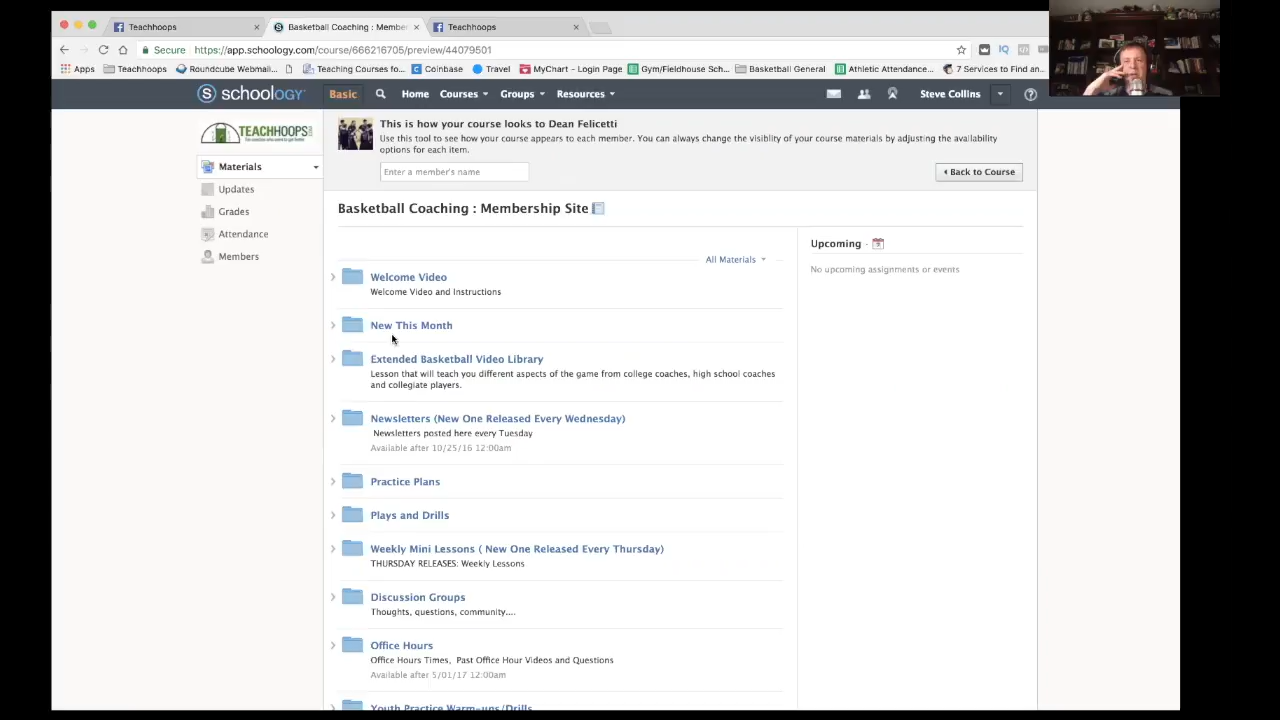 Teachhoops
Basketball Coaching : Membe
Teachhoops
Secure
https://app.schoology.com/course/666216705/preview/44079501
Apps
Teachhoops
Roundcube Webmail...
Teaching Courses fo...
Coinbase
Travel
MyChart – Login Page
Gym/Fieldhouse Sch...
Basketball General
Athletic Attendance...
7 Services to Find an...
S schoology
Basic
Home
Courses
Groups
Resources
Steve Collins
TEACHHOOPS
This is how your course looks to Dean Felicetti
Use this tool to see how your course appears to each member. You can always change the visiblity of your course materials by adjusting the availability
options for each item.
Enter a member's name
Back to Course
Materials
Updates
Grades
Attendance
Members
Basketball Coaching : Membership Site
Upcoming
No upcoming assignments or events
All Materials
Welcome Video
Welcome Video and Instructions
New This Month
Extended Basketball Video Library
Lesson that will teach you different aspects of the game from college coaches, high school coaches
and collegiate players.
Newsletters (New One Released Every Wednesday)
Newsletters posted here every Tuesday
Available after 10/25/16 12:00am
Practice Plans
Plays and Drills
Weekly Mini Lessons ( New One Released Every Thursday)
THURSDAY RELEASES: Weekly Lessons
Discussion Groups
Thoughts, questions, community....
Office Hours
Office Hours Times, Past Office Hour Videos and Questions
Available after 5/01/17 12:00am
Youth Practice Warm-ups/Drills